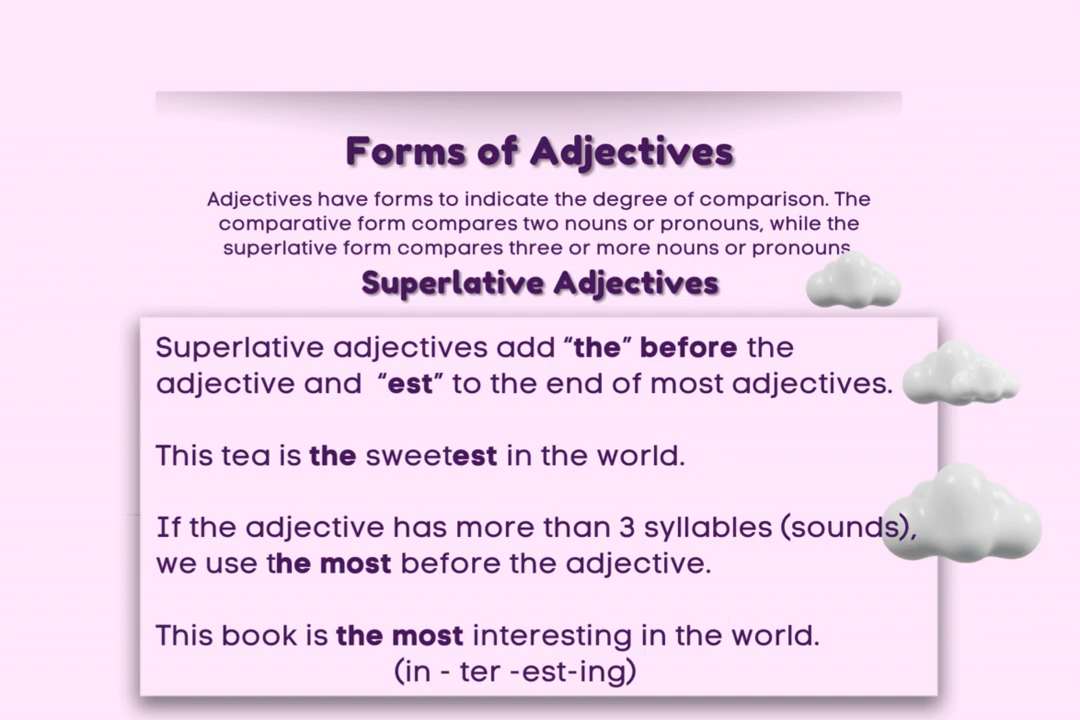 Forms of Adjectives
Adjectives have forms to indicate the degree of comparison. The
comparative form compares two nouns or pronouns, while the
superlative form compares three or more nouns or pronouns.
Superlative Adjectives
Superlative adjectives add “the” before the
adjective and “est” to the end of most adjectives.
This tea is the sweetest in the world.
If the adjective has more than 3 syllables (sounds),
we use the most before the adjective.
This book is the most interesting in the world.
(in - ter -est-ing)